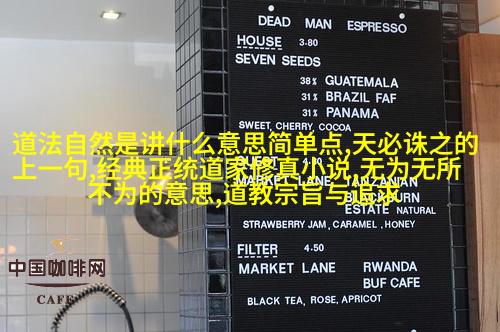 DEAD MAN ESPRESSO
HOUSE 3-80
SEVEN SEEDS
38% GUATEMALA
31% BRAZIL FAF
31% PANAMA
SWEET, CHERRY, COCOA
道法自然是讲什么意思简单点,天必诛之的
上一句,经典正统道家修真小说,无为无所
不为的意思,道教宗旨与追求
MARKET LANE TANZANIAN
BLACKBURN
ESTATE NATURAL
STRAWBERRY JAM, CARAMEL, HONEY
FILTER 4.50
MARKET LANE RWANDA
BUF CAFE
BLACK TEA, ROSE, APRICOT
中国咖啡网
CAFE